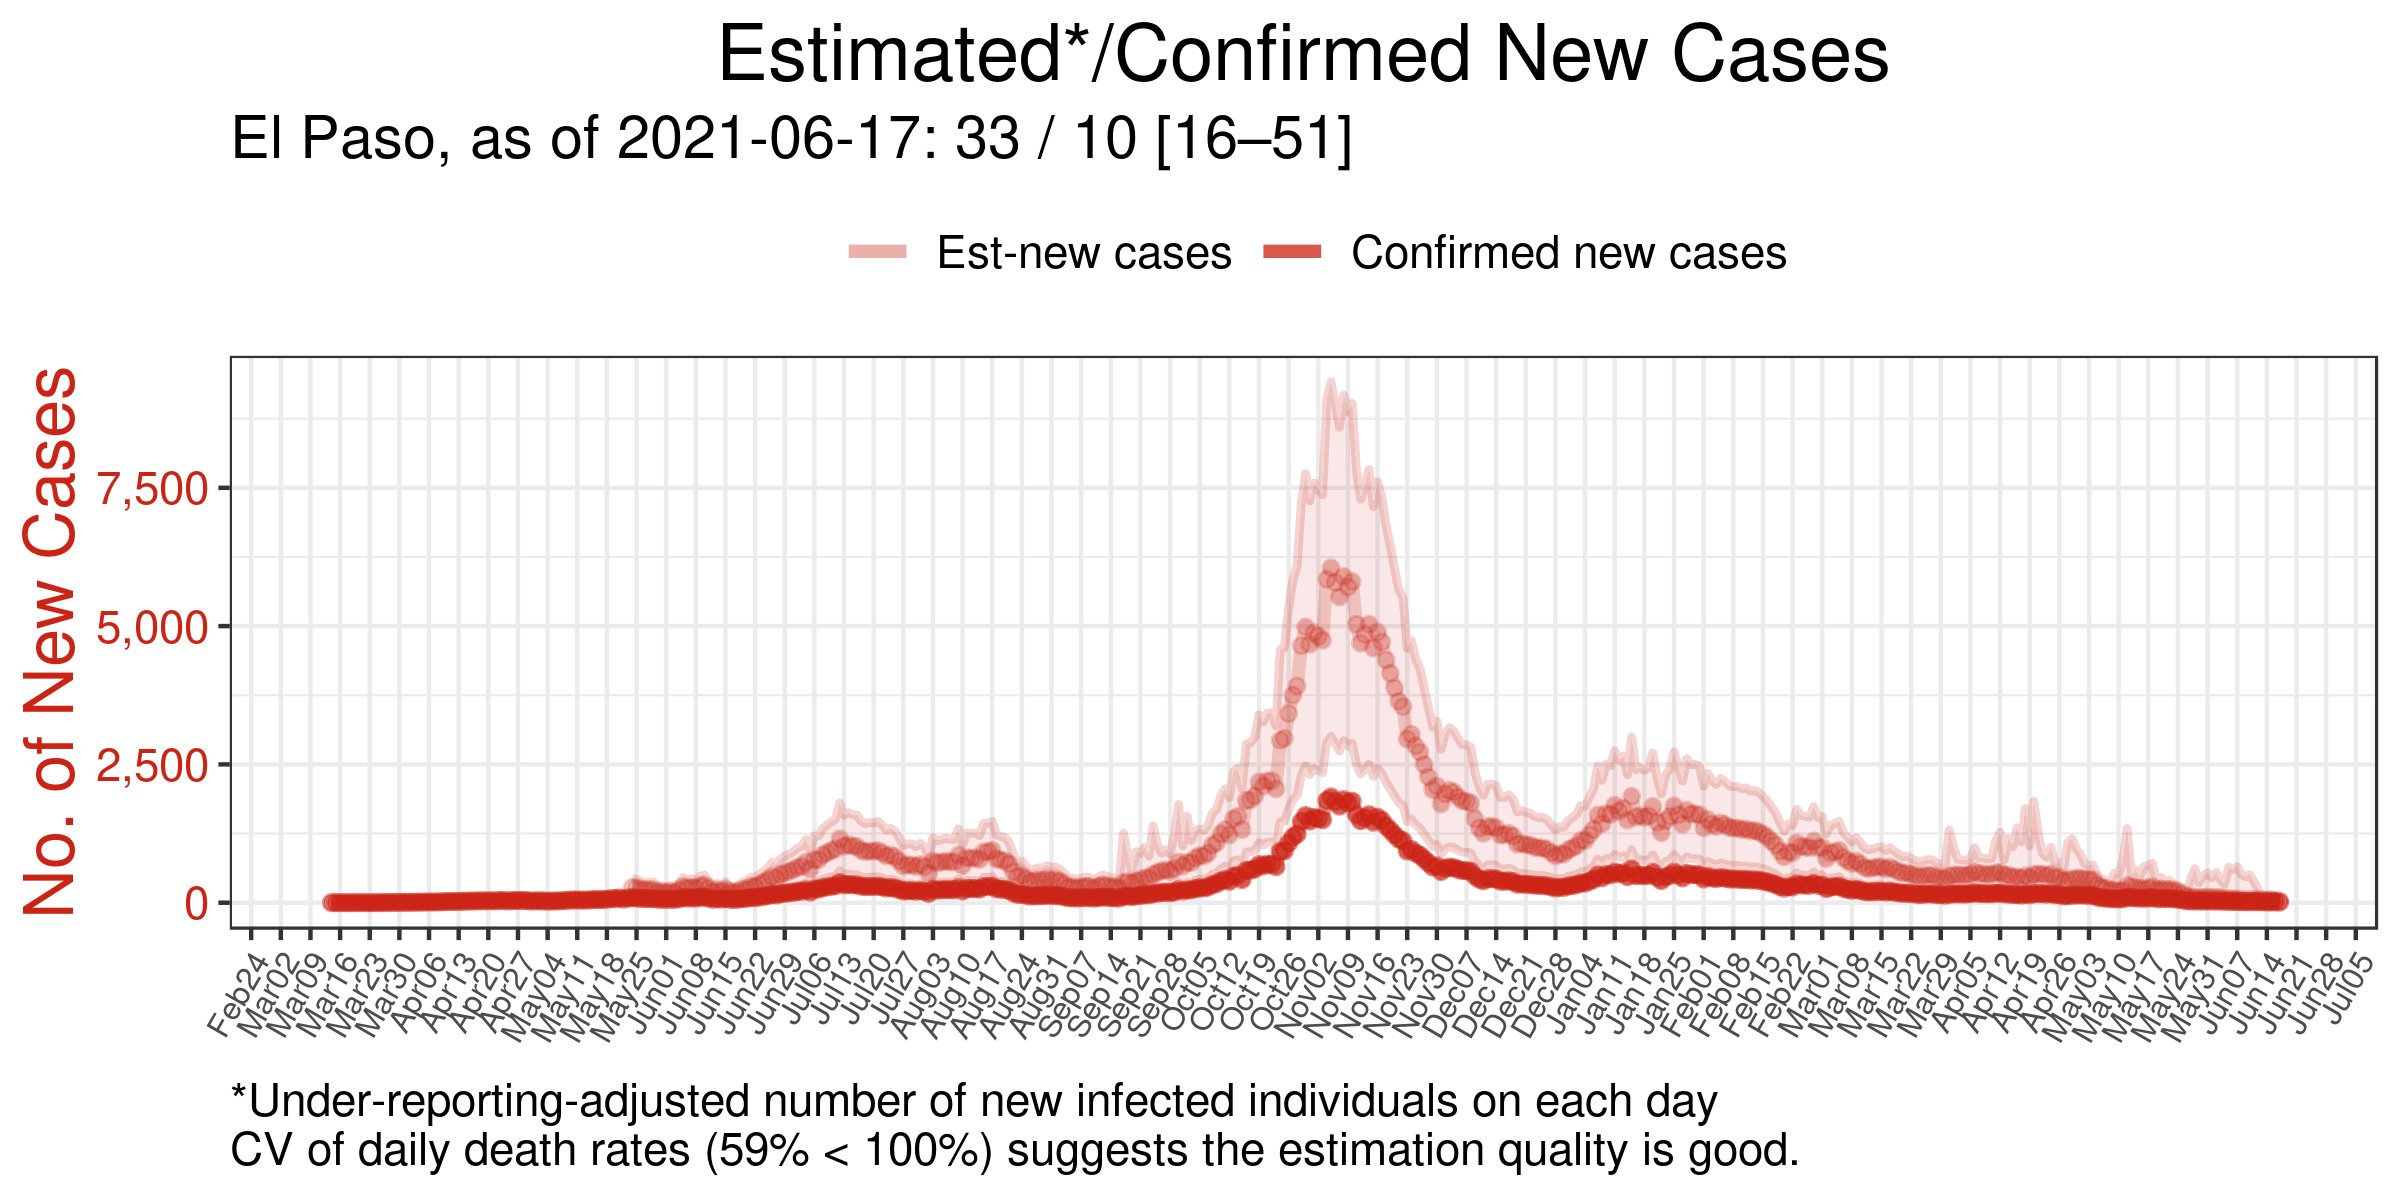 Estimated*/Confirmed New Cases
El Paso, as of 2021-06-17: 33 / 10 [16–51]
Est-new cases Confirmed new cases
No. of New Cases
7,500
5,000
2,500
0
Feb24 Mar02 Mar09 Mar16 Mar23 Mar30 Apr06 Apr13 Apr20 Apr27 May04 May11 May18 May25 Jun01 Jun08 Jun15 Jun22 Jun29 Jul06 Jul13 Jul20 Jul27 Aug03 Aug10 Aug17 Aug24 Aug31 Sep07 Sep14 Sep21 Sep28 Oct05 Oct12 Oct19 Oct26 Nov02 Nov09 Nov16 Nov23 Nov30 Dec07 Dec14 Dec21 Dec28 Jan04 Jan11 Jan18 Jan25 Feb01 Feb08 Feb15 Feb22 Mar01 Mar08 Mar15 Mar22 Mar29 Apr05 Apr12 Apr19 Apr26 May03 May10 May17 May24 May31 Jun07 Jun14 Jun21 Jun28 Jul05
*Under-reporting-adjusted number of new infected individuals on each day
CV of daily death rates (59% < 100%) suggests the estimation quality is good.